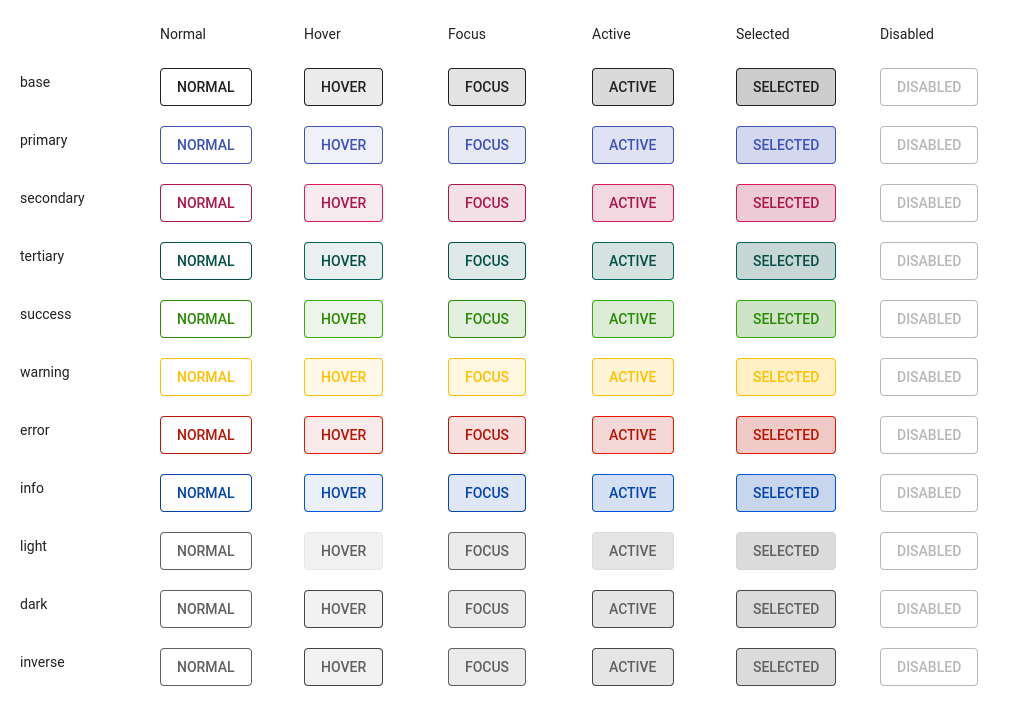 Normal Hover Focus Active Selected Disabled
base NORMAL HOVER FOCUS ACTIVE SELECTED DISABLED
primary NORMAL HOVER FOCUS ACTIVE SELECTED DISABLED
secondary NORMAL HOVER FOCUS ACTIVE SELECTED DISABLED
tertiary NORMAL HOVER FOCUS ACTIVE SELECTED DISABLED
success NORMAL HOVER FOCUS ACTIVE SELECTED DISABLED
warning NORMAL HOVER FOCUS ACTIVE SELECTED DISABLED
error NORMAL HOVER FOCUS ACTIVE SELECTED DISABLED
info NORMAL HOVER FOCUS ACTIVE SELECTED DISABLED
light NORMAL HOVER FOCUS ACTIVE SELECTED DISABLED
dark NORMAL HOVER FOCUS ACTIVE SELECTED DISABLED
inverse NORMAL HOVER FOCUS ACTIVE SELECTED DISABLED